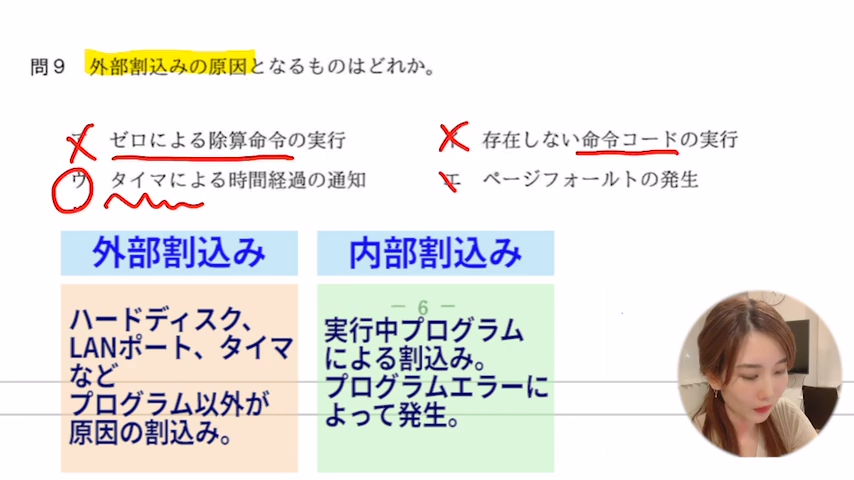 問９ 外部割込みの原因となるものはどれか。
ゼロによる除算命令の実行
存在しない命令コードの実行
ウ タイマによる時間経過の通知
エ ページフォールトの発生
外部割込み
内部割込み
ハードディスク、
LANポート、タイマ
など
プログラム以外が
原因の割込み。
－ 6 －
実行中プログラム
による割込み。
プログラムエラーに
よって発生。